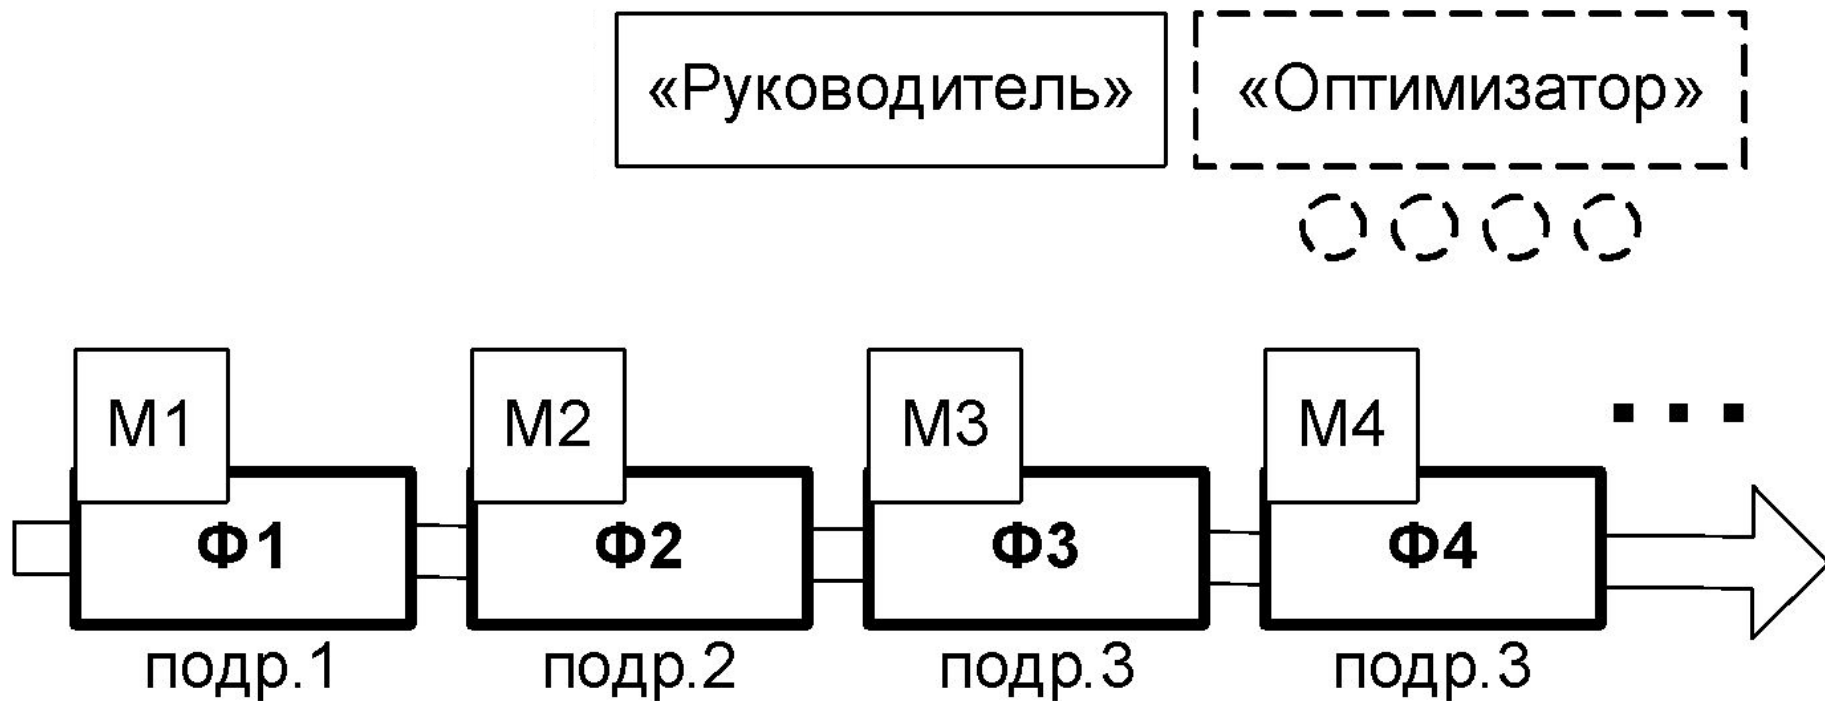 «Руководитель» «Оптимизатор»
М1 М2 М3 М4 ...
Ф1 Ф2 Ф3 Ф4
подр.1 подр.2 подр.3 подр.3